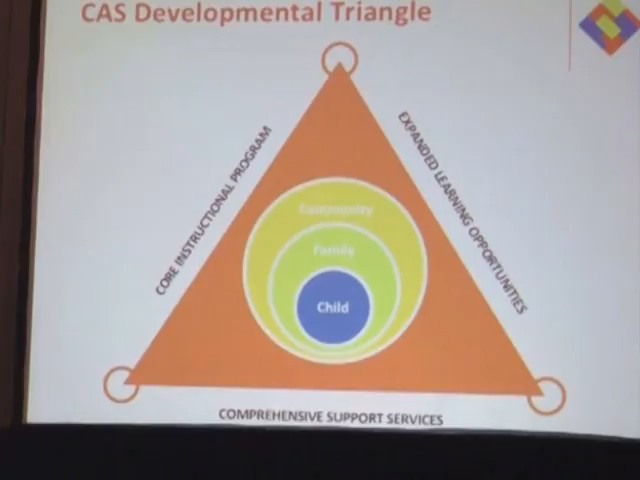 CAS Developmental Triangle
CORE INSTRUCTIONAL PROGRAM
EXPANDED LEARNING OPPORTUNITIES
Community
Family
Child
COMPREHENSIVE SUPPORT SERVICES